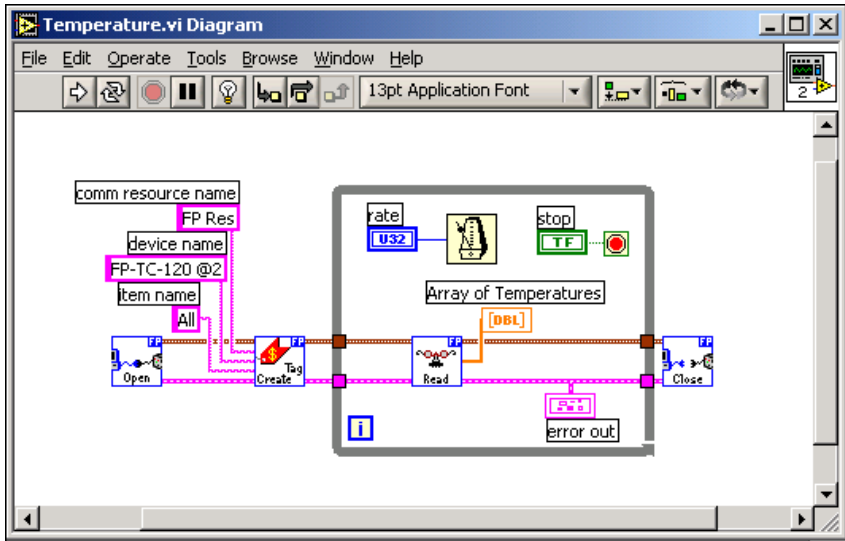 Temperature.vi Diagram
File Edit Operate Tools Browse Window Help
13pt Application Font
2
comm resource name
FP Res
device name
FP-TC-120 @2
item name
All
rate
U32
stop
TF
Array of Temperatures
[DBL]
FP
Open
FP
$
Tag
Create
FP
Read
FP
Close
i
error out